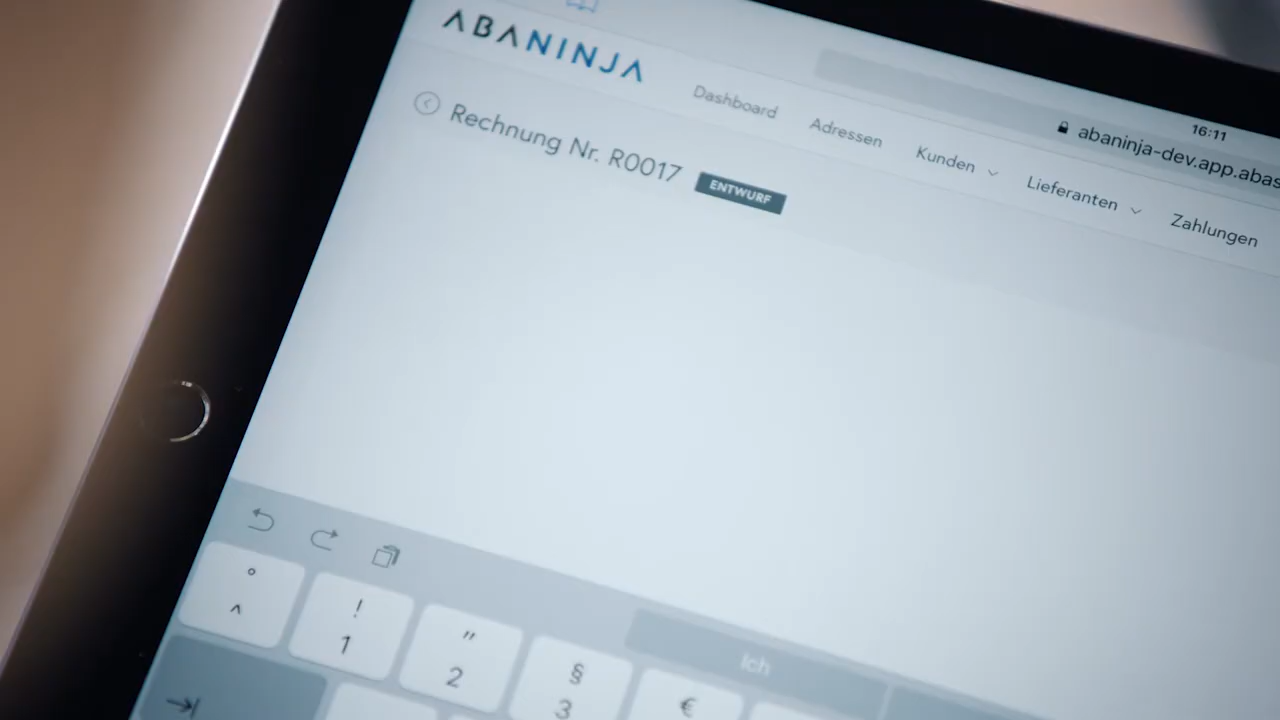 ABANINJA
16:11
abaninja-dev.app.abas
Dashboard
Adressen
Kunden
Lieferanten
Zahlungen
Rechnung Nr. R0017
ENTWURF
Ich
°
^
!
1
"
2
§
3
€